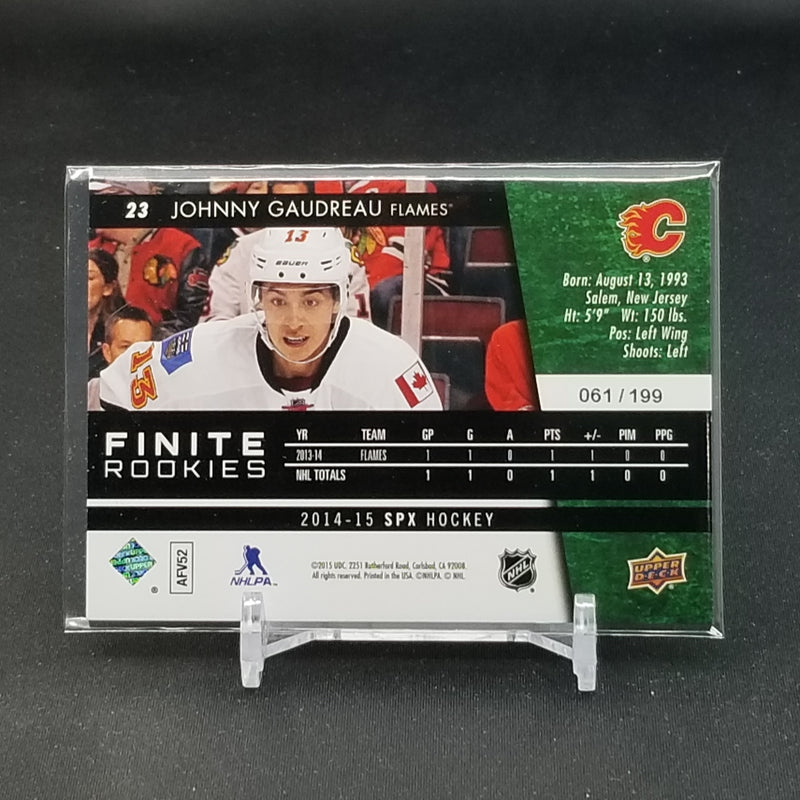 23 JOHNNY GAUDREAU FLAMES
13
BAUER
13
Born: August 13, 1993
Salem, New Jersey
Ht: 5'9" Wt: 150 lbs.
Pos: Left Wing
Shoots: Left
061 / 199
FINITE
ROOKIES
YR TEAM GP G A PTS +/- PIM PPG
2013-14 FLAMES 1 1 0 1 1 0 0
NHL TOTALS 1 1 0 1 1 0 0
2014-15 SPX HOCKEY
AFV52
®
NHLPA
©2015 UDC. 2251 Rutherford Road, Carlsbad, CA 92008.
All rights reserved. Printed in the USA. ©NHLPA. © NHL.
NHL
UPPER
DECK